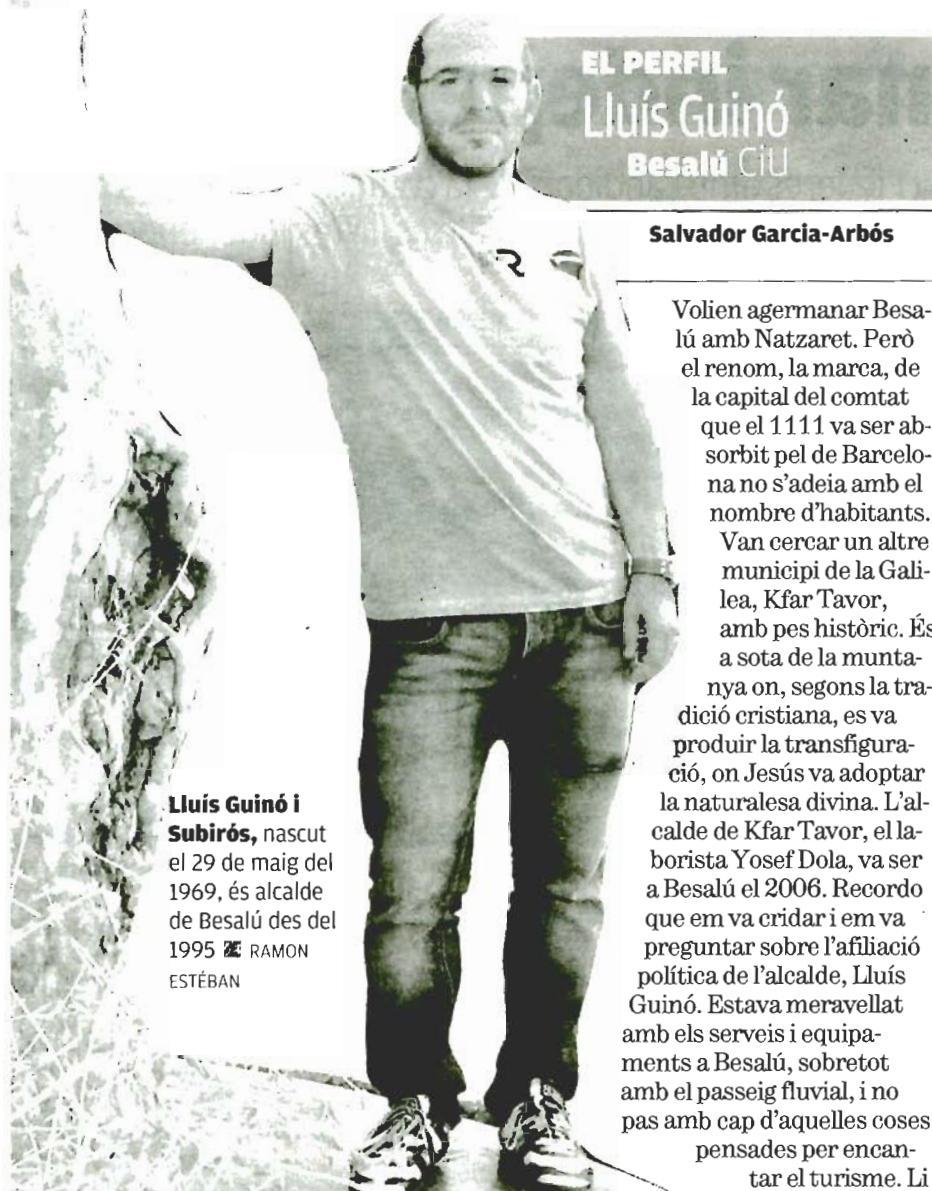 EL PERFIL
Lluís Guinó
Besalú CiU
Salvador Garcia-Arbós
Volien agermanar Besa-
lú amb Natzaret. Però
el renom, la marca, de
la capital del comtat
que el 1111 va ser ab-
sorbit pel de Barcelo-
na no s'adeia amb el
nombre d'habitants.
Van cercar un altre
municipi de la Gali-
lea, Kfar Tavor,
amb pes històric. És
a sota de la munta-
nya on, segons la tra-
dició cristiana, es va
produir la transfigura-
ció, on Jesús va adoptar
la naturalesa divina. L'al-
calde de Kfar Tavor, el la-
borista Yosef Dola, va ser
a Besalú el 2006. Recordo
que em va cridar i em va
preguntar sobre l'afiliació
política de l'alcalde, Lluís
Guinó. Estava meravellat
amb els serveis i equipa-
ments a Besalú, sobretot
amb el passeig fluvial, i no
pas amb cap d'aquelles coses
pensades per encan-
tar el turisme. Li
Lluís Guinó i
Subirós, nascut
el 29 de maig del
1969, és alcalde
de Besalú des del
1995 RAMON
ESTÉBAN
R